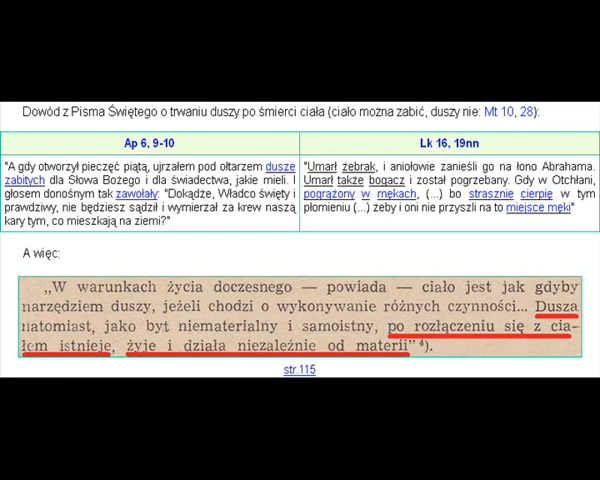 Dowód z Pisma Świętego o trwaniu duszy po śmierci ciała (ciało można zabić, duszy nie: Mt 10, 28):
Ap 6, 9-10
"A gdy otworzył pieczęć piątą, ujrzałem pod ołtarzem dusze
zabitych dla Słowa Bożego i dla świadectwa, jakie mieli. I
głosem donośnym tak zawołały: "Dokądże, Władco święty i
prawdziwy, nie będziesz sądził i wymierzał za krew naszą
kary tym, co mieszkają na ziemi?"
Lk 16, 19nn
"Umarł żebrak, i aniołowie zanieśli go na łono Abrahama.
Umarł także bogacz i został pogrzebany. Gdy w Otchłani,
pogrążony w mękach, (...) bo strasznie cierpię w tym
płomieniu (...) żeby i oni nie przyszli na to miejsce męki"
A więc:
„W warunkach życia doczesnego — powiada — ciało jest jak gdyby
narzędziem duszy, jeżeli chodzi o wykonywanie różnych czynności... Dusza
natomiast, jako byt niematerialny i samoistny, po rozłączeniu się z cia-
łem istnieje, żyje i działa niezależnie od materii" ⁴).
str.115